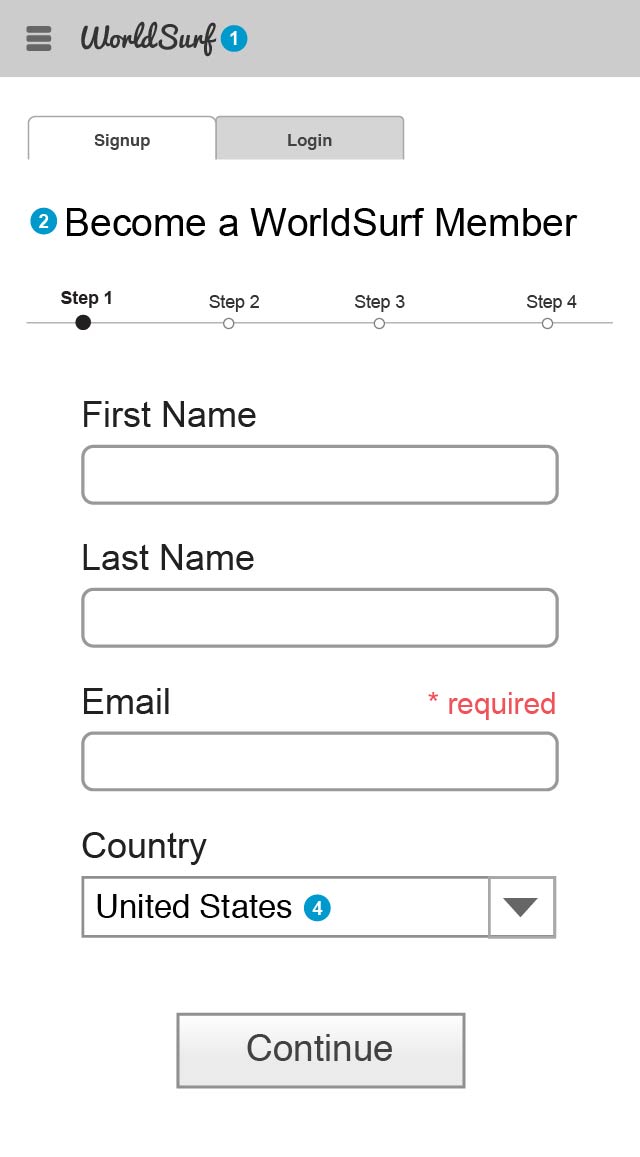 WorldSurf 1
Signup Login
2 Become a WorldSurf Member
Step 1 Step 2 Step 3 Step 4
First Name
Last Name
Email * required
Country
United States 4
Continue